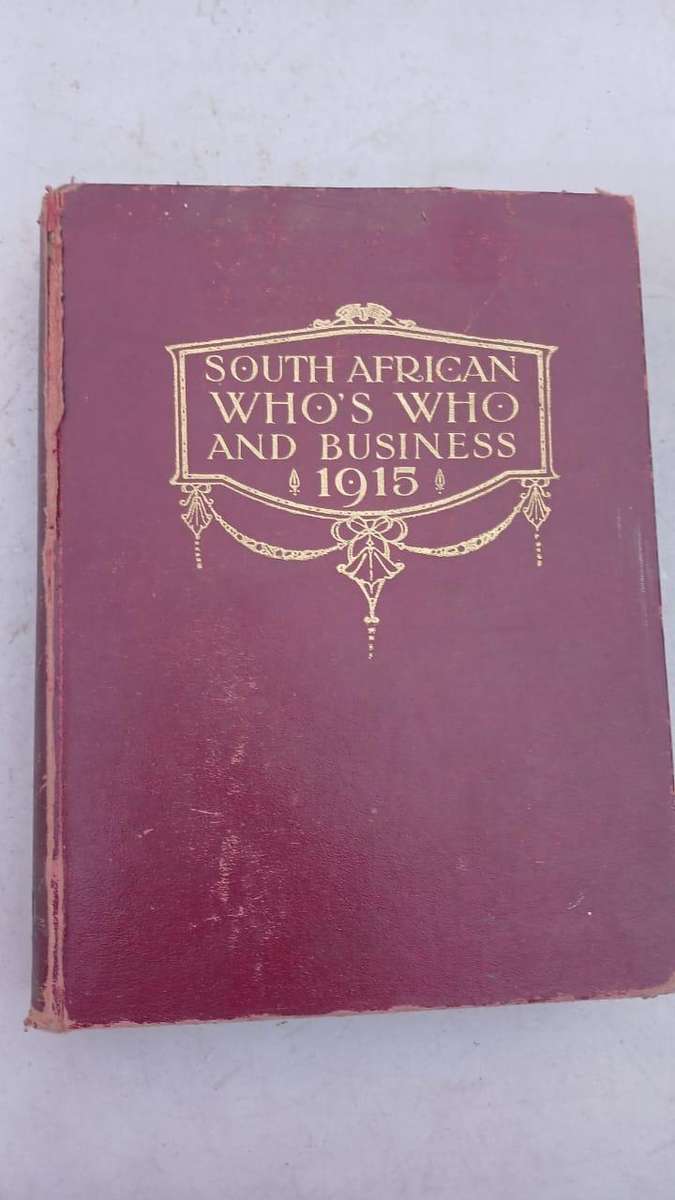 SOUTH AFRICAN
WHO'S WHO
AND BUSINESS
1915